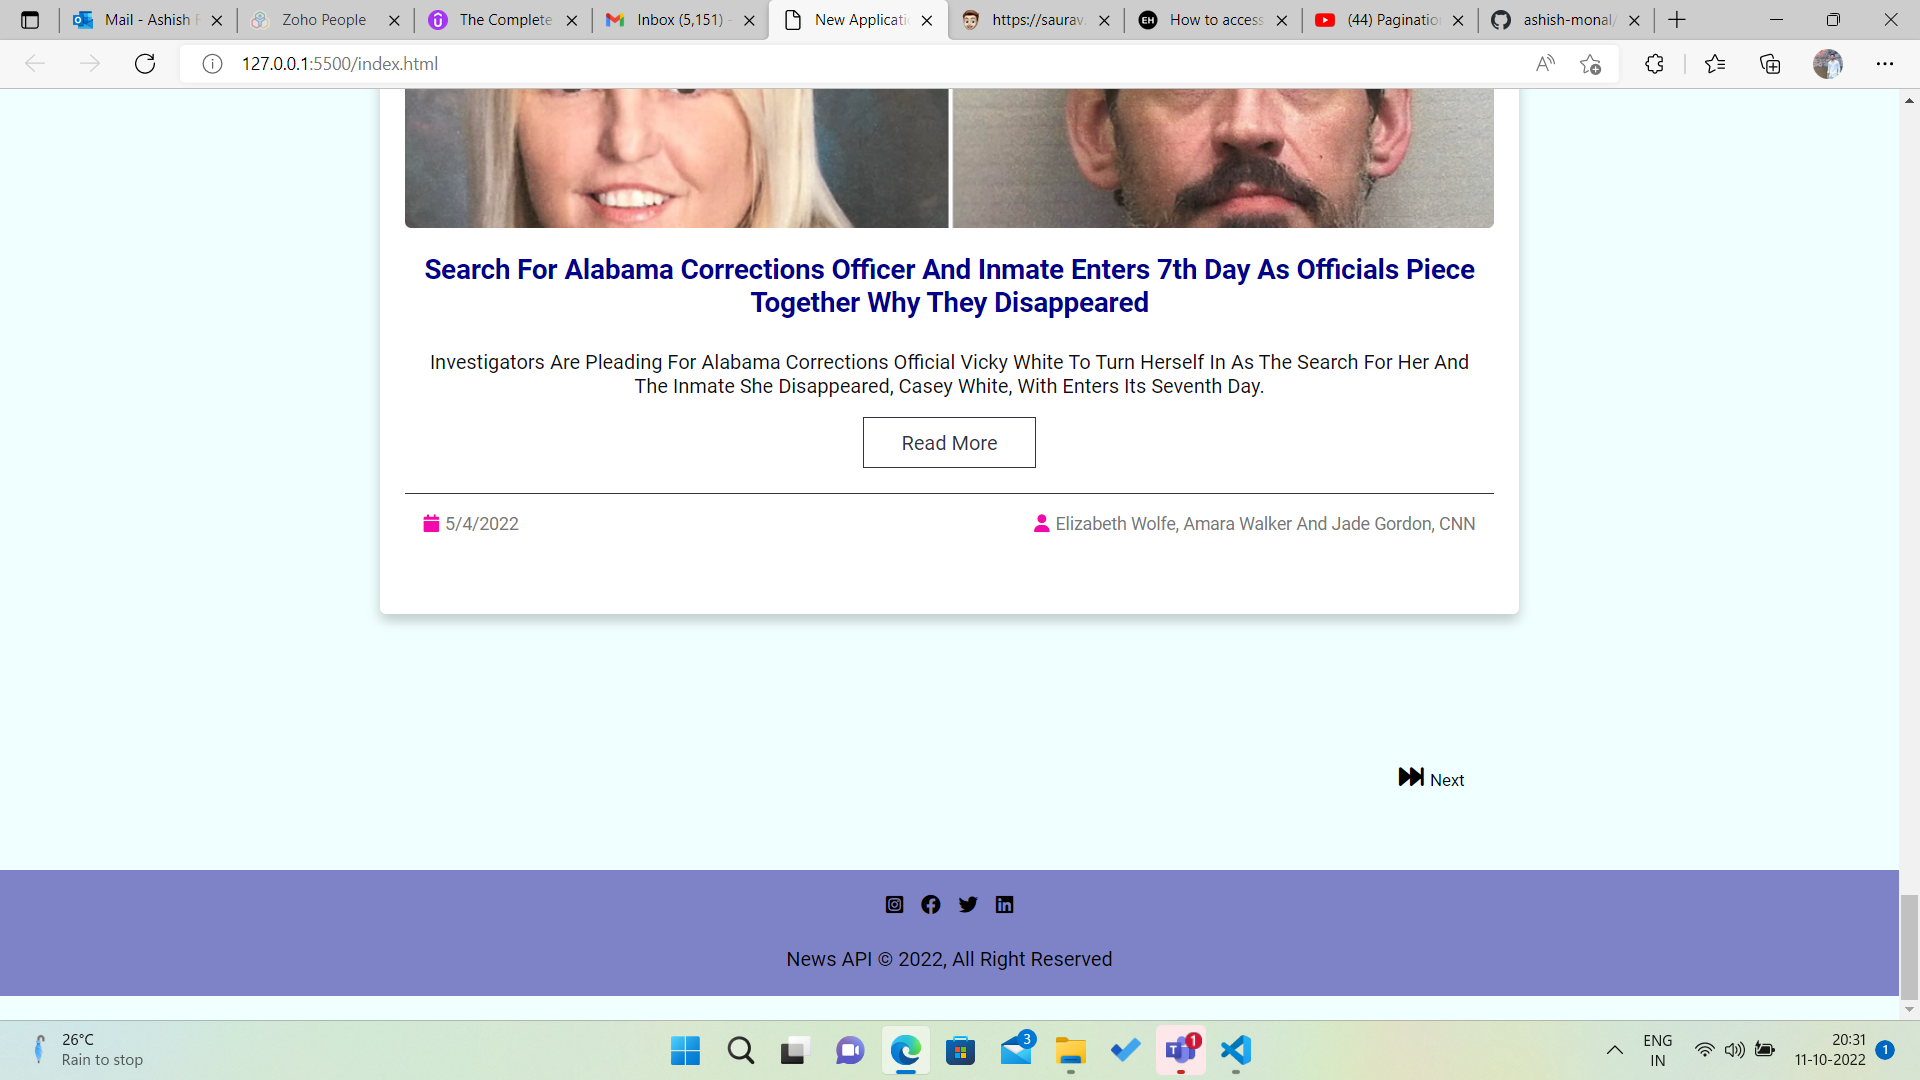 Mail - Ashish
Zoho People
The Complete
Inbox (5,151) -
New Applicati
https://saurav.
How to access
(44) Pagination
ashish-monal/
127.0.0.1:5500/index.html
Search For Alabama Corrections Officer And Inmate Enters 7th Day As Officials Piece
Together Why They Disappeared
Investigators Are Pleading For Alabama Corrections Official Vicky White To Turn Herself In As The Search For Her And
The Inmate She Disappeared, Casey White, With Enters Its Seventh Day.
Read More
5/4/2022
Elizabeth Wolfe, Amara Walker And Jade Gordon, CNN
Next
News API © 2022, All Right Reserved
26°C
Rain to stop
3
1
ENG
IN
20:31
11-10-2022
1